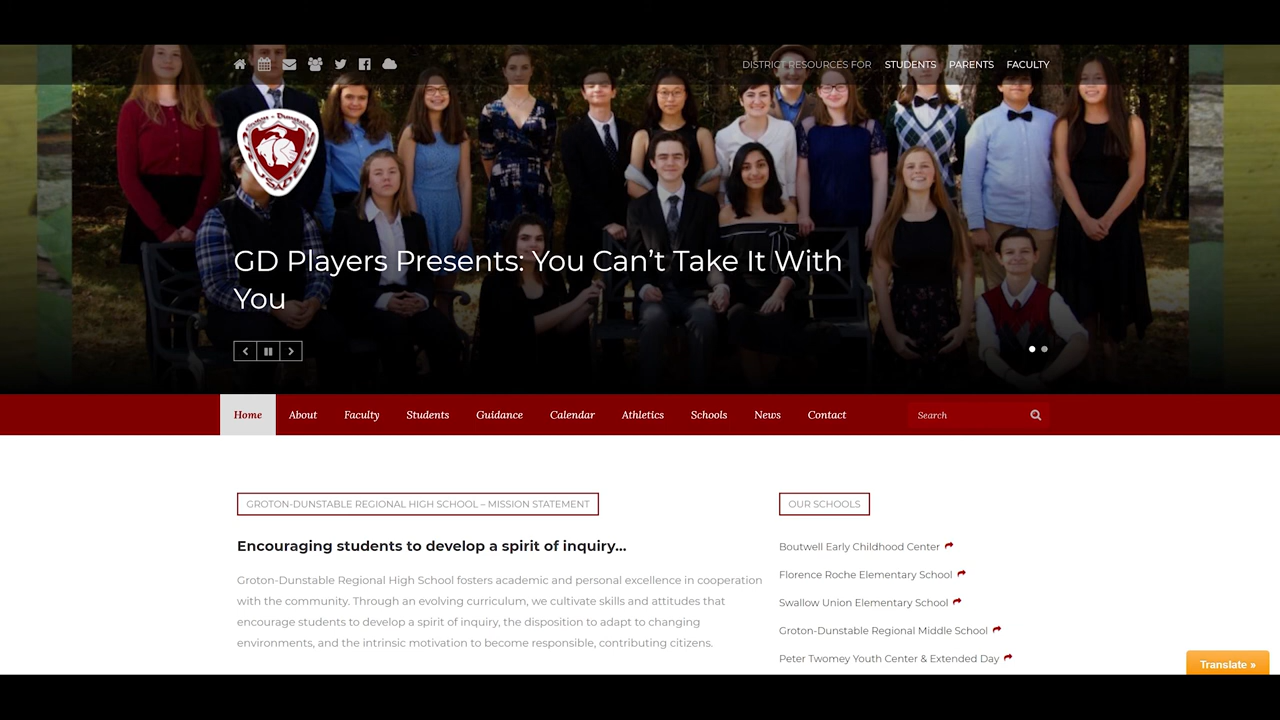 DISTRICT RESOURCES FOR STUDENTS PARENTS FACULTY
Groton - Dunstable
CRUSADERS
GD Players Presents: You Can't Take It With
You
Home About Faculty Students Guidance Calendar Athletics Schools News Contact Search
GROTON-DUNSTABLE REGIONAL HIGH SCHOOL – MISSION STATEMENT
Encouraging students to develop a spirit of inquiry...
Groton-Dunstable Regional High School fosters academic and personal excellence in cooperation
with the community. Through an evolving curriculum, we cultivate skills and attitudes that
encourage students to develop a spirit of inquiry, the disposition to adapt to changing
environments, and the intrinsic motivation to become responsible, contributing citizens.
OUR SCHOOLS
Boutwell Early Childhood Center
Florence Roche Elementary School
Swallow Union Elementary School
Groton-Dunstable Regional Middle School
Peter Twomey Youth Center & Extended Day
Translate »